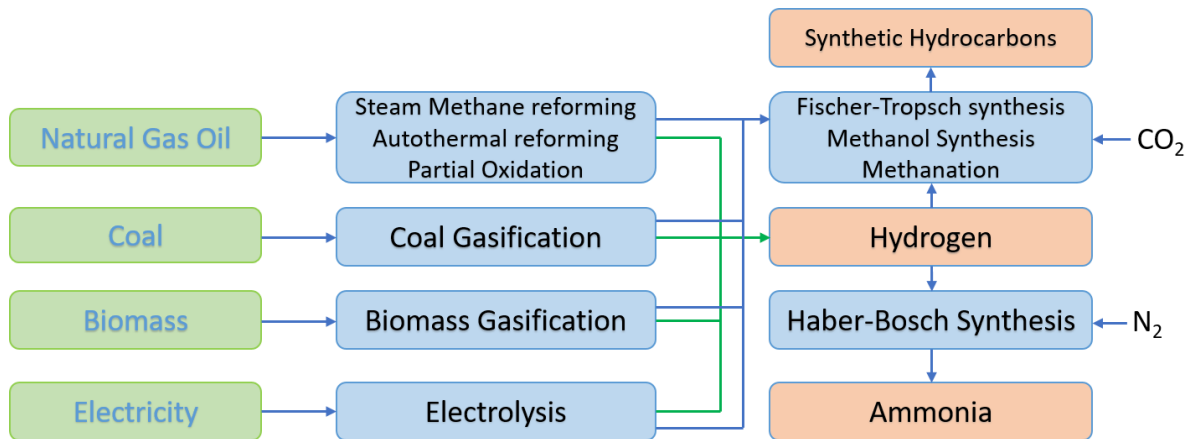 Synthetic Hydrocarbons
Natural Gas Oil
Steam Methane reforming
Autothermal reforming
Partial Oxidation
Fischer-Tropsch synthesis
Methanol Synthesis
Methanation
CO₂
Coal
Coal Gasification
Hydrogen
Biomass
Biomass Gasification
Haber-Bosch Synthesis
N₂
Electricity
Electrolysis
Ammonia